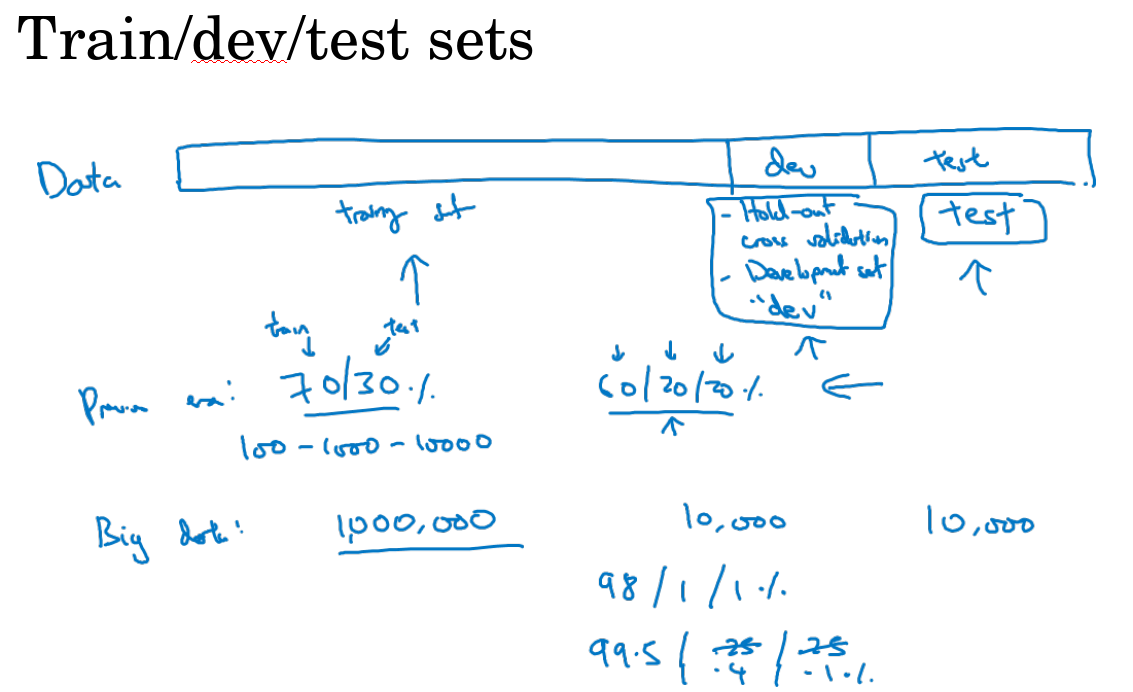 Train/dev/test sets
Data
dev
test
training set
- Hold-out
cross validation
- Development set
"dev"
test
train
test
Previous era:
70/30%
60/20/20%
100 - 1000 - 10000
Big data:
1,000,000
10,000
10,000
98/1/1%
99.5/.25/.25
.4
.1%